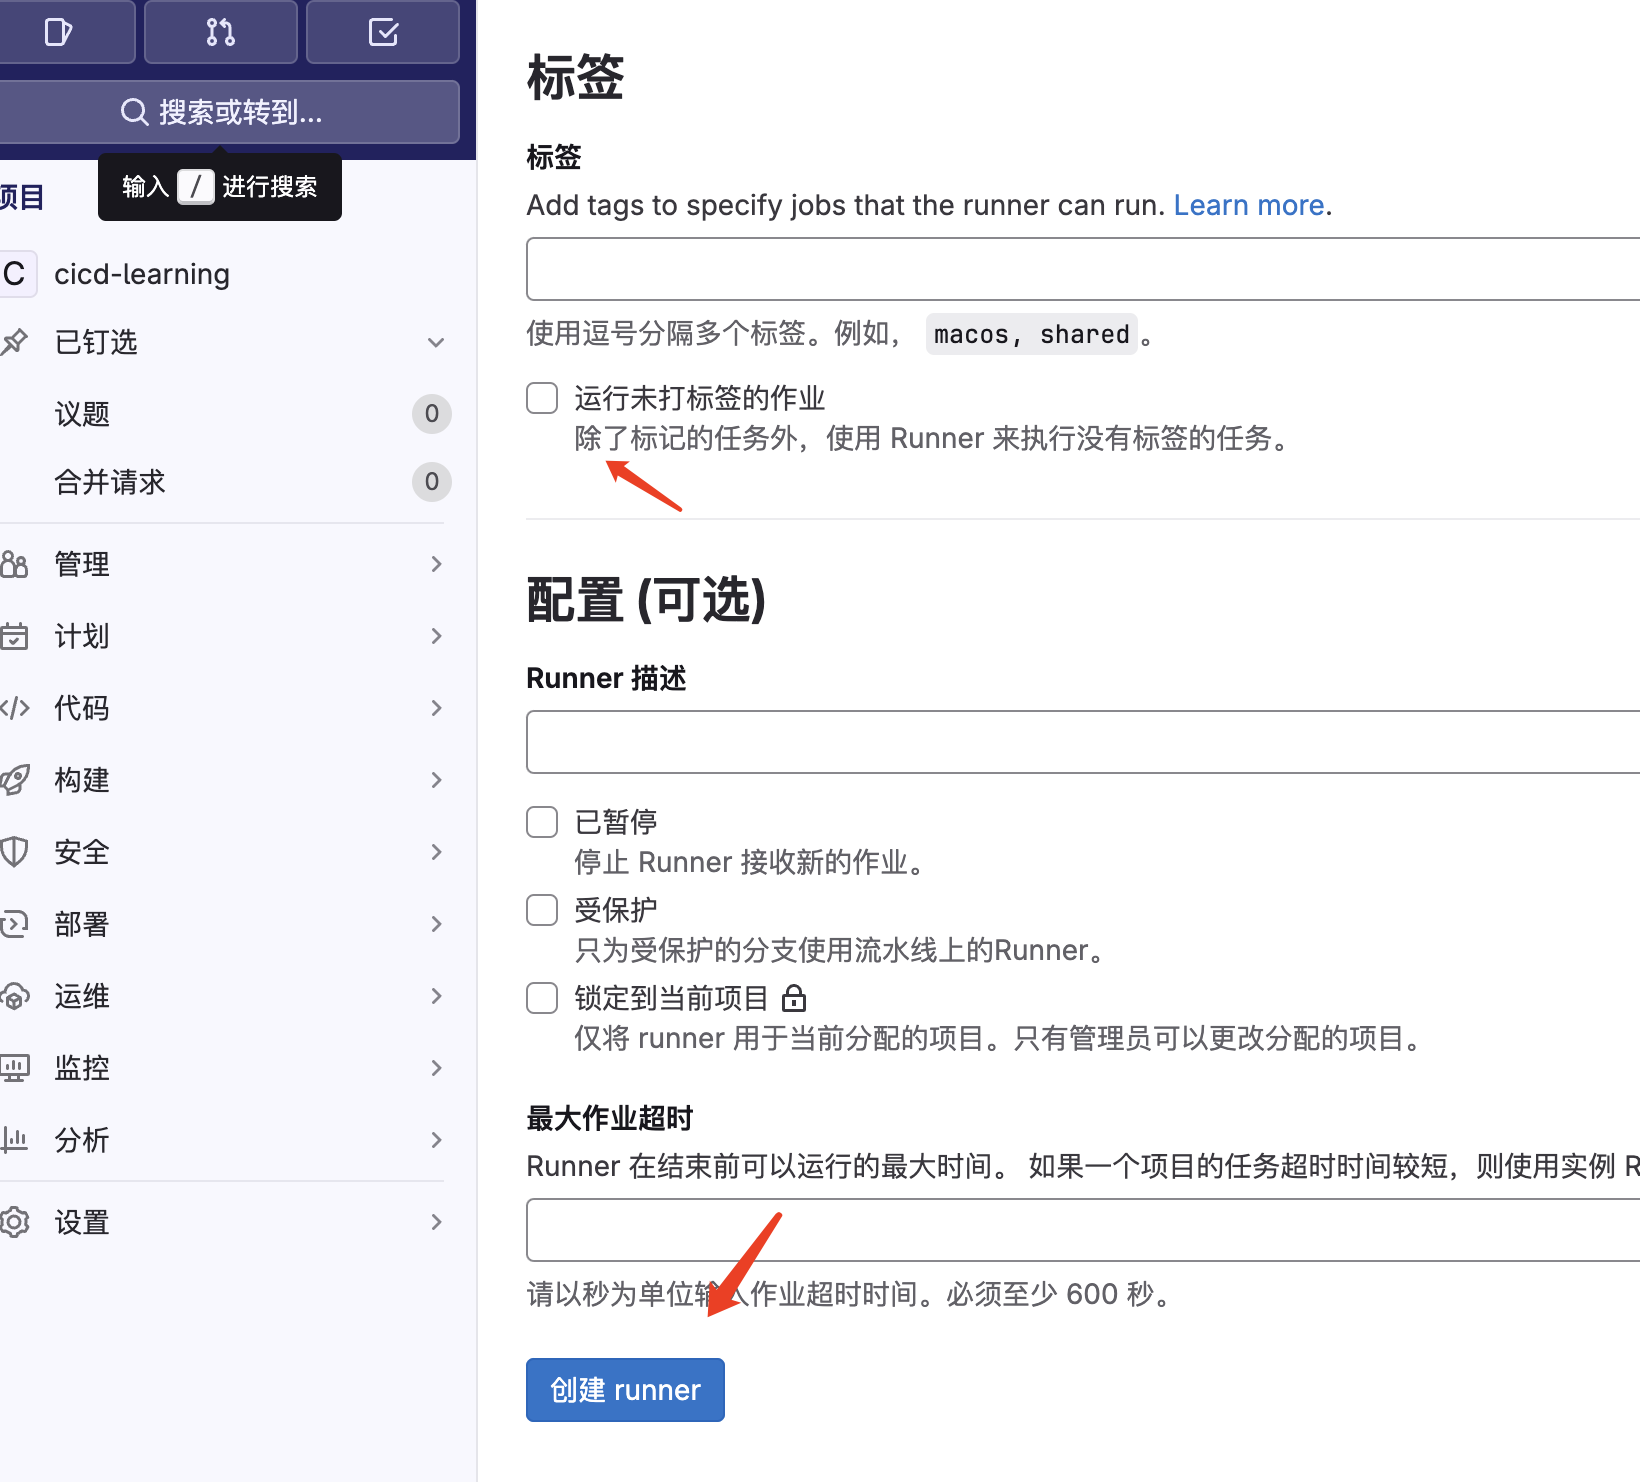 搜索或转到...
输入 / 进行搜索
项目
C cicd-learning
已钉选
议题 0
合并请求 0
管理
计划
代码
构建
安全
部署
运维
监控
分析
设置
标签
标签
Add tags to specify jobs that the runner can run. Learn more.
使用逗号分隔多个标签。例如， macos, shared 。
运行未打标签的作业
除了标记的任务外，使用 Runner 来执行没有标签的任务。
配置 (可选)
Runner 描述
已暂停
停止 Runner 接收新的作业。
受保护
只为受保护的分支使用流水线上的Runner。
锁定到当前项目
仅将 runner 用于当前分配的项目。只有管理员可以更改分配的项目。
最大作业超时
Runner 在结束前可以运行的最大时间。 如果一个项目的任务超时时间较短，则使用实例 R
请以秒为单位输入作业超时时间。必须至少 600 秒。
创建 runner